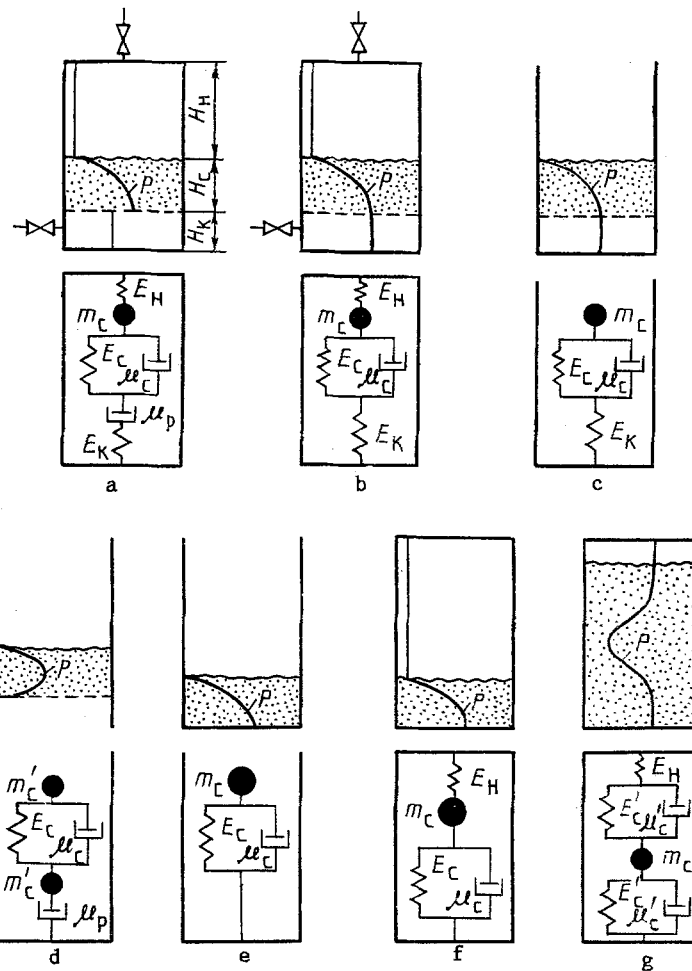 H_H
H_C
H_K
P
P
P
E_H
m_C
E_C
μ_C
μ_p
E_K
a
E_H
m_C
E_C
μ_C
E_K
b
m_C
E_C
μ_C
E_K
c
P
P
P
P
m'_C
E_C
μ_C
m'_C
μ_p
d
m_C
E_C
μ_C
e
E_H
m_C
E_C
μ_C
f
E_H
E'_C
μ'_C
m_C
E'_C
μ'_C
g